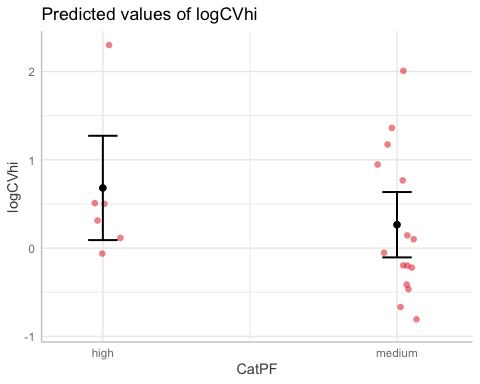 Predicted values of logCVhi
2
1
0
-1
logCVhi
high medium
CatPF